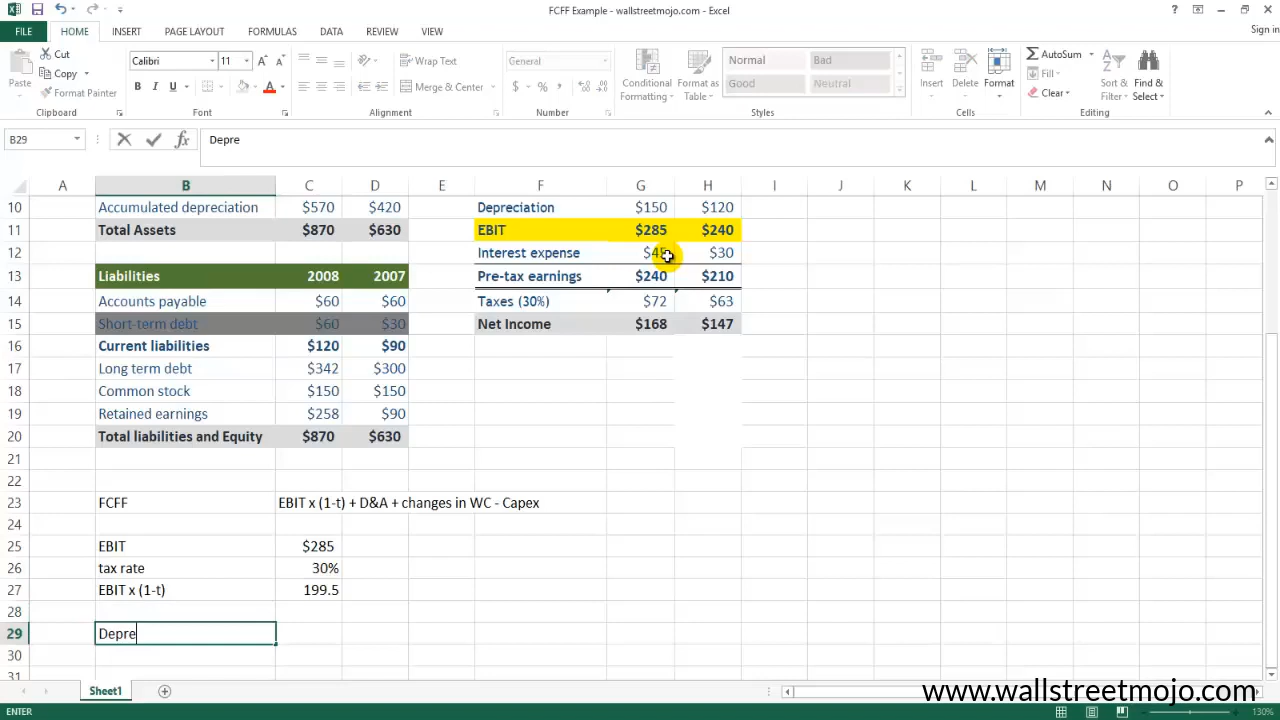 FCFF Example - wallstreetmojo.com - Excel
FILE HOME INSERT PAGE LAYOUT FORMULAS DATA REVIEW VIEW Sign in
Paste Cut Copy Format Painter Clipboard
Calibri 11 B I U A Font
Wrap Text Merge & Center Alignment
General $ % , Number
Conditional Formatting Format as Table Normal Bad Good Neutral Styles
Insert Delete Format Cells
AutoSum Fill Clear Sort & Filter Find & Select Editing
B29 fx Depre
A B C D E F G H I J K L M N O P
10 Accumulated depreciation $570 $420 Depreciation $150 $120
11 Total Assets $870 $630 EBIT $285 $240
12 Interest expense $45 $30
13 Liabilities 2008 2007 Pre-tax earnings $240 $210
14 Accounts payable $60 $60 Taxes (30%) $72 $63
15 Short-term debt $60 $30 Net Income $168 $147
16 Current liabilities $120 $90
17 Long term debt $342 $300
18 Common stock $150 $150
19 Retained earnings $258 $90
20 Total liabilities and Equity $870 $630
21
22
23 FCFF EBIT x (1-t) + D&A + changes in WC - Capex
24
25 EBIT $285
26 tax rate 30%
27 EBIT x (1-t) 199.5
28
29 Depre
30
31
Sheet1
www.wallstreetmojo.com
ENTER 130%